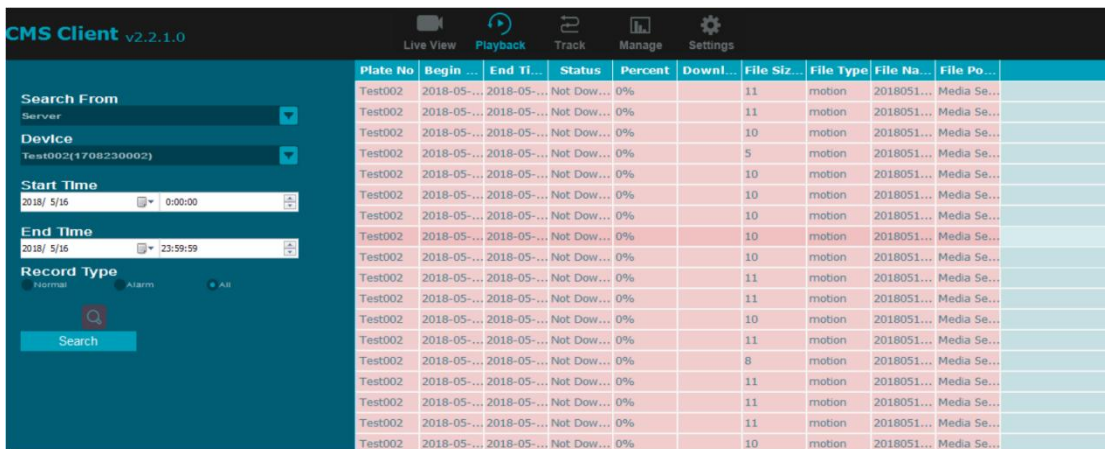 CMS Client v2.2.1.0
Live View Playback Track Manage Settings
Search From
Server
Device
Test002(1708230002)
Start Time
2018/ 5/16 0:00:00
End Time
2018/ 5/16 23:59:59
Record Type
Normal Alarm All
Search
Plate No Begin ... End Ti... Status Percent Downl... File Siz... File Type File Na... File Po...
Test002 2018-05-... 2018-05-... Not Dow... 0% 11 motion 2018051... Media Se...
Test002 2018-05-... 2018-05-... Not Dow... 0% 11 motion 2018051... Media Se...
Test002 2018-05-... 2018-05-... Not Dow... 0% 10 motion 2018051... Media Se...
Test002 2018-05-... 2018-05-... Not Dow... 0% 5 motion 2018051... Media Se...
Test002 2018-05-... 2018-05-... Not Dow... 0% 10 motion 2018051... Media Se...
Test002 2018-05-... 2018-05-... Not Dow... 0% 10 motion 2018051... Media Se...
Test002 2018-05-... 2018-05-... Not Dow... 0% 10 motion 2018051... Media Se...
Test002 2018-05-... 2018-05-... Not Dow... 0% 10 motion 2018051... Media Se...
Test002 2018-05-... 2018-05-... Not Dow... 0% 10 motion 2018051... Media Se...
Test002 2018-05-... 2018-05-... Not Dow... 0% 11 motion 2018051... Media Se...
Test002 2018-05-... 2018-05-... Not Dow... 0% 11 motion 2018051... Media Se...
Test002 2018-05-... 2018-05-... Not Dow... 0% 10 motion 2018051... Media Se...
Test002 2018-05-... 2018-05-... Not Dow... 0% 11 motion 2018051... Media Se...
Test002 2018-05-... 2018-05-... Not Dow... 0% 8 motion 2018051... Media Se...
Test002 2018-05-... 2018-05-... Not Dow... 0% 11 motion 2018051... Media Se...
Test002 2018-05-... 2018-05-... Not Dow... 0% 11 motion 2018051... Media Se...
Test002 2018-05-... 2018-05-... Not Dow... 0% 11 motion 2018051... Media Se...
Test002 2018-05-... 2018-05-... Not Dow... 0% 10 motion 2018051... Media Se...